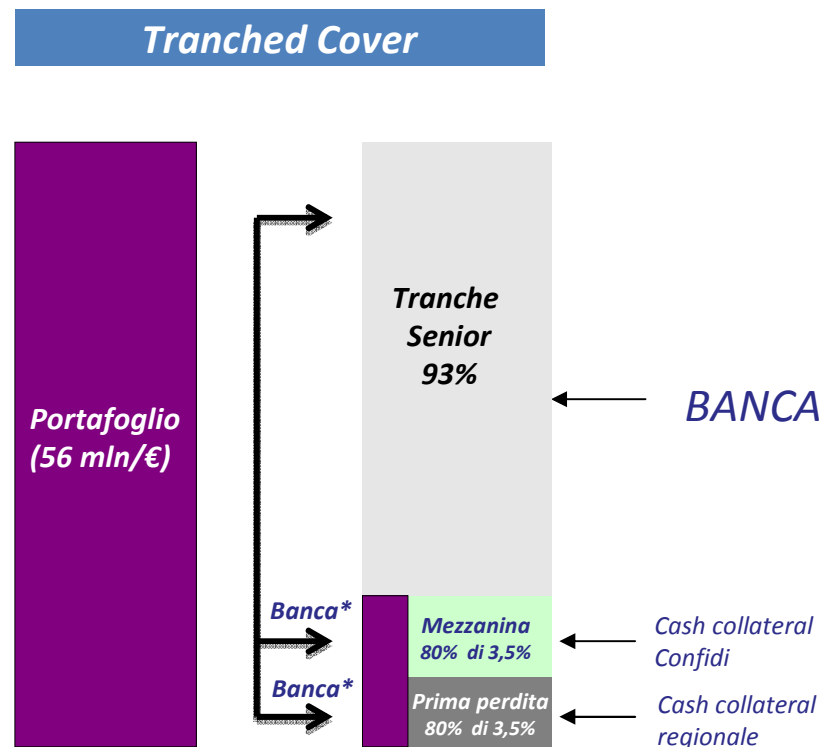 Tranched Cover
Portafoglio
(56 mln/€)
Tranche
Senior
93%
BANCA
Banca*
Mezzanina
80% di 3,5%
Cash collateral
Confidi
Banca*
Prima perdita
80% di 3,5%
Cash collateral
regionale